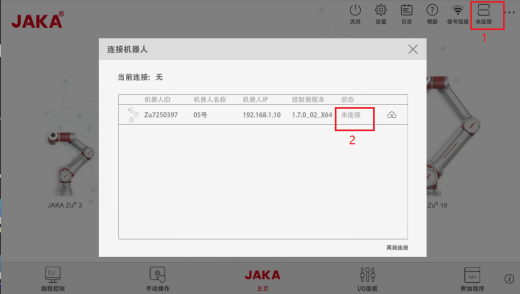 JAKA®
关闭 设置 日志 帮助 信号强度 未连接
1
连接机器人
当前连接: 无
机器人ID 机器人名称 机器人IP 控制器版本 状态
Zu7250397 05号 192.168.1.10 1.7.0_02_X64 未连接
2
JAKA Zu® 3
Zu® 18
离线连接
高级控制 手动操作 JAKA I/O面板 附加程序
主页